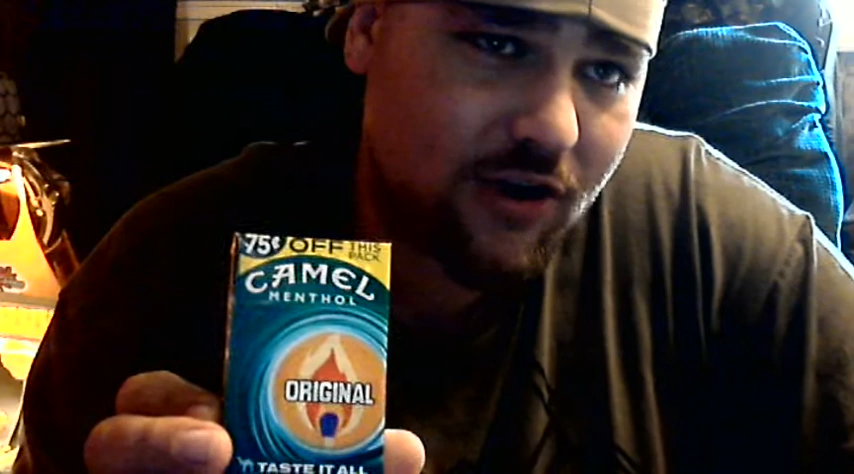 75¢ OFF THIS PACK
CAMEL
MENTHOL
ORIGINAL
TASTE IT ALL